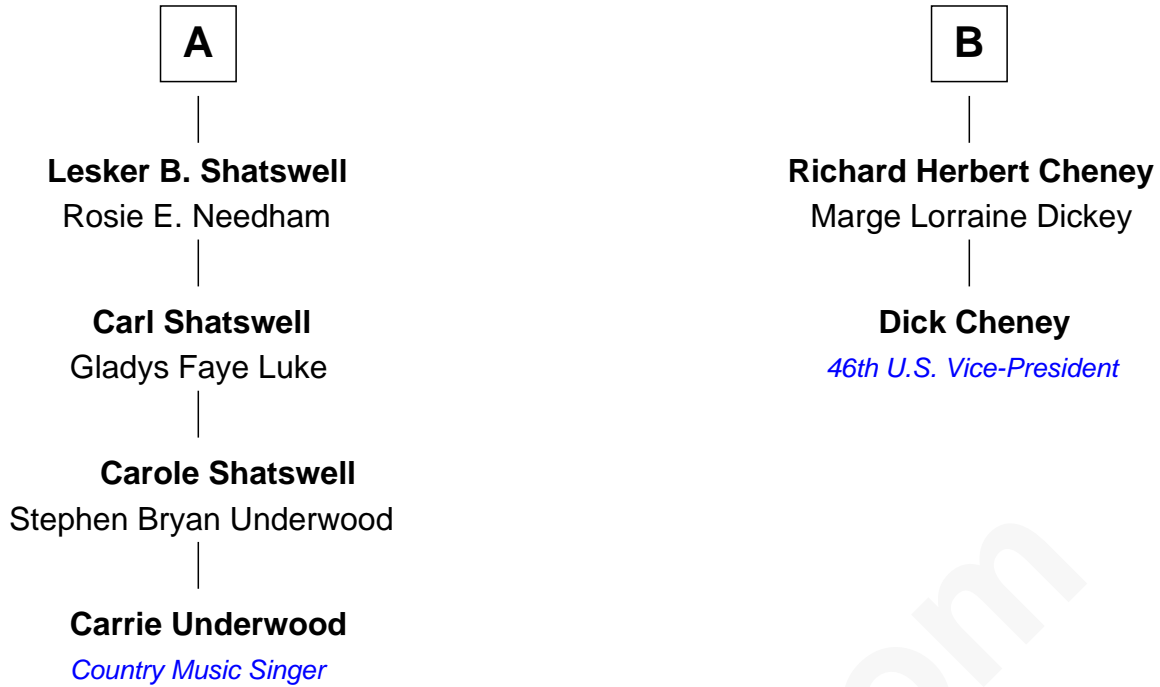 A
Lesker B. Shatswell
Rosie E. Needham
Carl Shatswell
Gladys Faye Luke
Carole Shatswell
Stephen Bryan Underwood
Carrie Underwood
Country Music Singer
B
Richard Herbert Cheney
Marge Lorraine Dickey
Dick Cheney
46th U.S. Vice-President
om